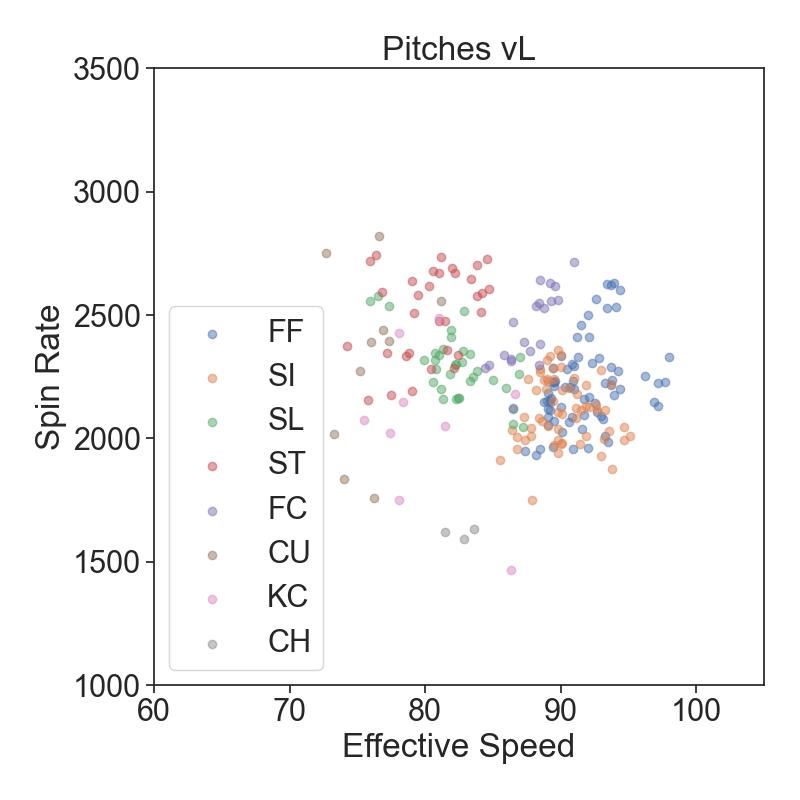 Pitches vL
3500
3000
2500
2000
1500
1000
Spin Rate
FF
SI
SL
ST
FC
CU
KC
CH
60 70 80 90 100
Effective Speed